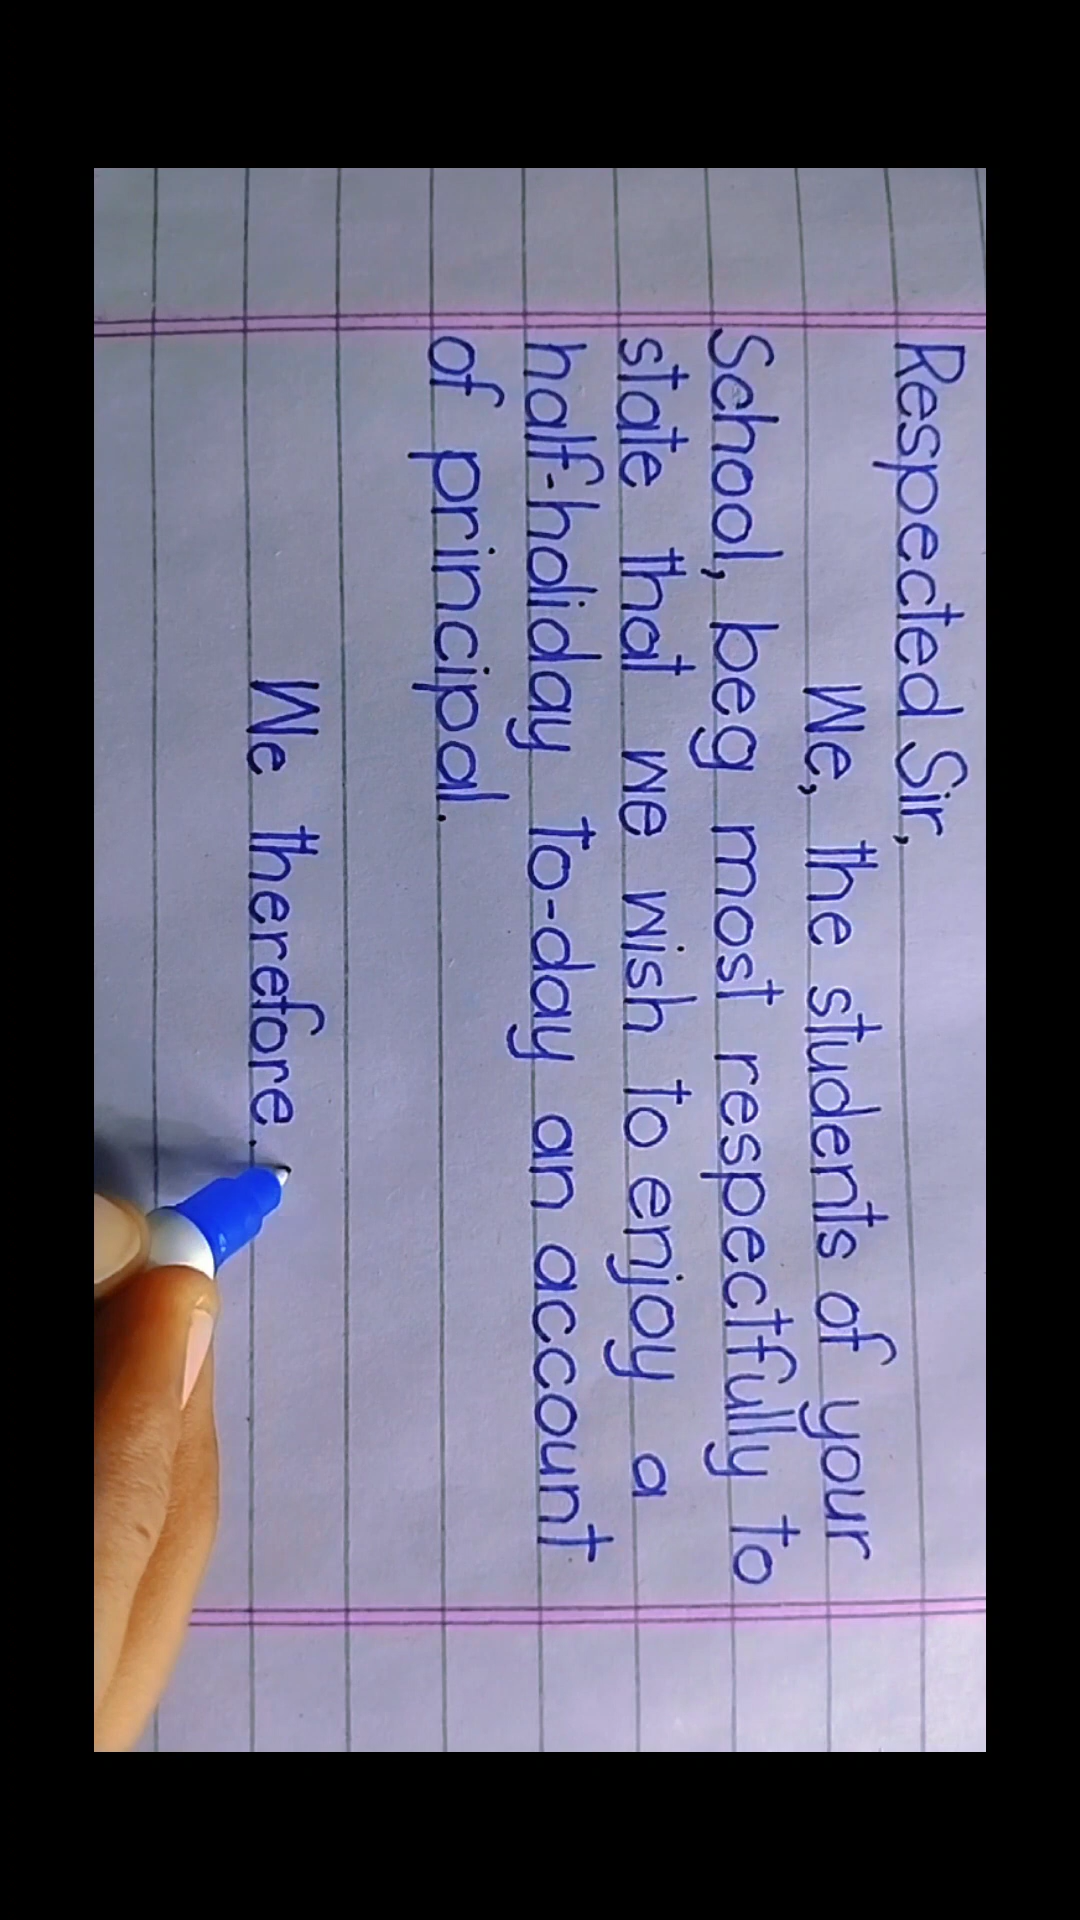 Respected Sir,
We, the students of your
School, beg most respectfully to
state that we wish to enjoy a
half-holiday to-day an account
of principal.
We therefore.